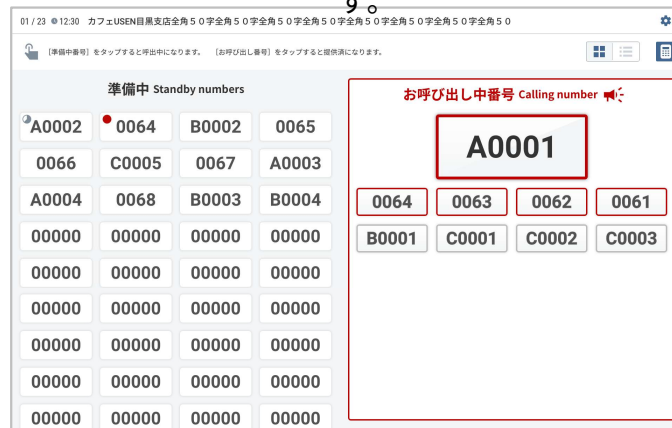 す。
01 / 23 12:30 カフェUSEN目黒支店全角５０字全角５０字全角５０字全角５０字全角５０字全角５０字全角５０字全角５０
［準備中番号］をタップすると呼出中になります。 ［お呼び出し番号］をタップすると提供済になります。
準備中 Standby numbers
A0002 0064 B0002 0065
0066 C0005 0067 A0003
A0004 0068 B0003 B0004
00000 00000 00000 00000
00000 00000 00000 00000
00000 00000 00000 00000
00000 00000 00000 00000
00000 00000 00000 00000
00000 00000 00000 00000
お呼び出し中番号 Calling number
A0001
0064 0063 0062 0061
B0001 C0001 C0002 C0003